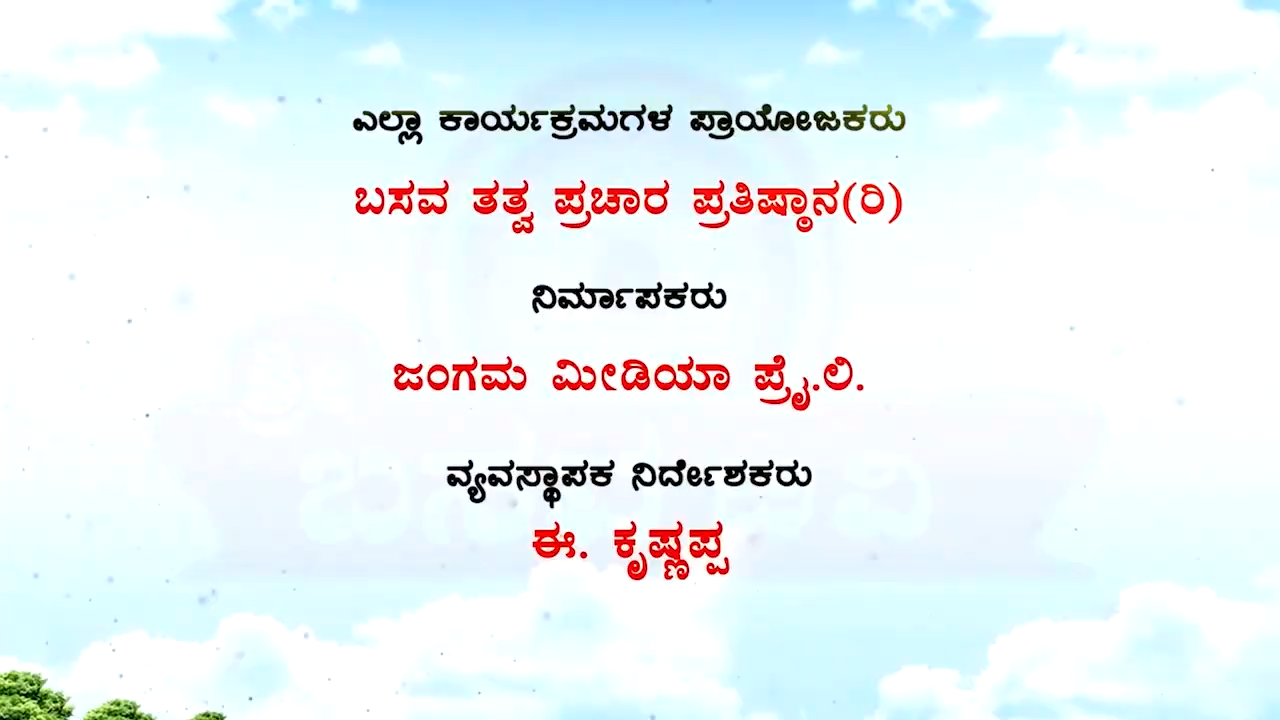 ಎಲ್ಲಾ ಕಾರ್ಯಕ್ರಮಗಳ ಪ್ರಾಯೋಜಕರು
ಬಸವ ತತ್ವ ಪ್ರಚಾರ ಪ್ರತಿಷ್ಠಾನ(ರಿ)
ನಿರ್ಮಾಪಕರು
ಜಂಗಮ ಮೀಡಿಯಾ ಪ್ರೈ.ಲಿ.
ವ್ಯವಸ್ಥಾಪಕ ನಿರ್ದೇಶಕರು
ಈ. ಕೃಷ್ಣಪ್ಪ